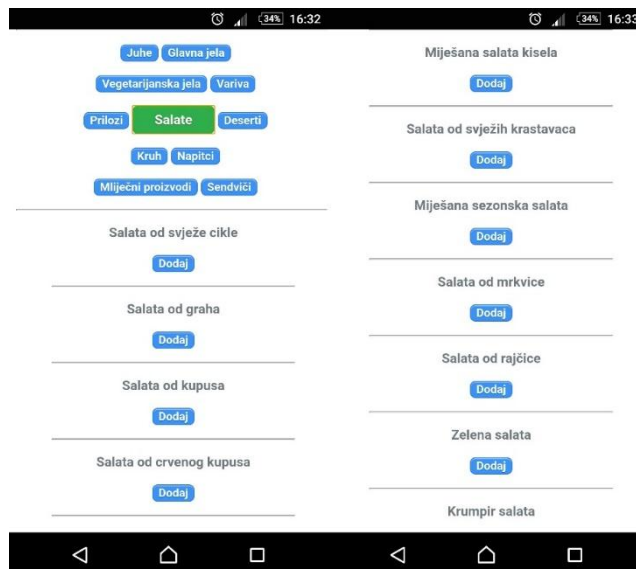 34% 16:32
Juhe Glavna jela
Vegetarijanska jela Variva
Prilozi Salate Deserti
Kruh Napitci
Mliječni proizvodi Sendviči
Salata od svježe cikle
Dodaj
Salata od graha
Dodaj
Salata od kupusa
Dodaj
Salata od crvenog kupusa
Dodaj
34% 16:33
Miješana salata kisela
Dodaj
Salata od svježih krastavaca
Dodaj
Miješana sezonska salata
Dodaj
Salata od mrkvice
Dodaj
Salata od rajčice
Dodaj
Zelena salata
Dodaj
Krumpir salata